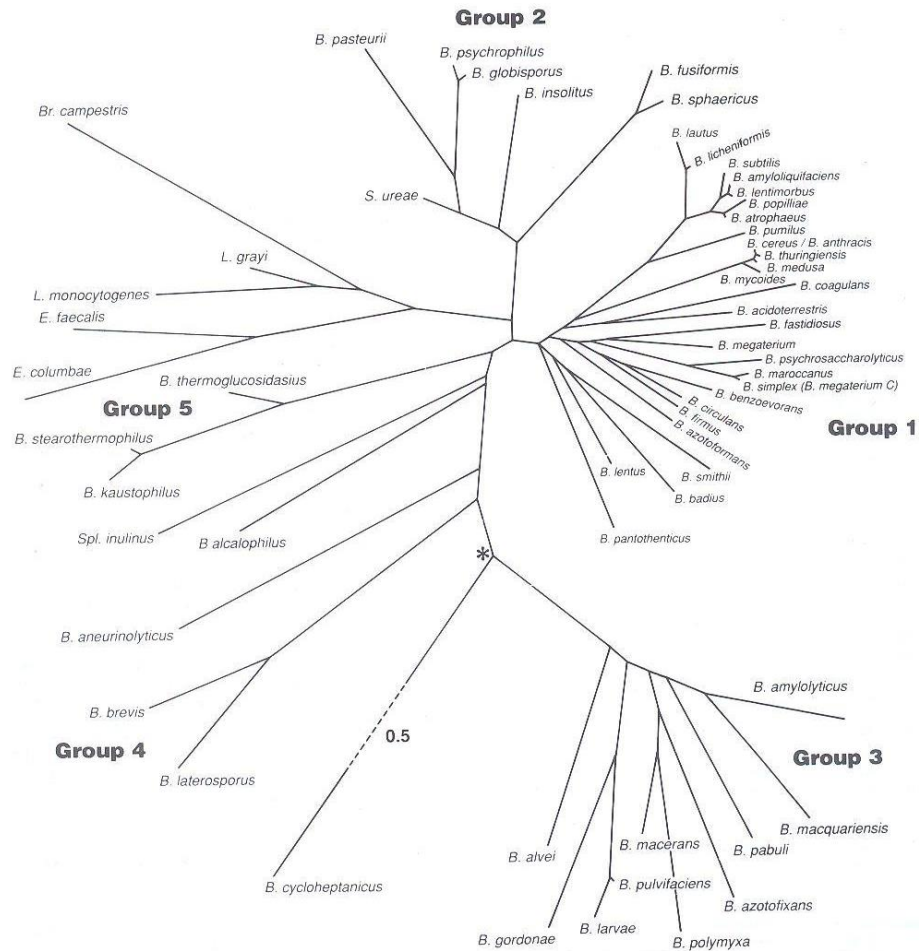 Group 2
B. pasteurii
B. psychrophilus
B. globisporus
B. insolitus
B. fusiformis
B. sphaericus
Br. campestris
S. ureae
B. lautus
B. licheniformis
B. subtilis
B. amyloliquifaciens
B. lentimorbus
B. popilliae
B. atrophaeus
B. pumilus
B. cereus / B. anthracis
B. thuringiensis
B. medusa
B. mycoides
B. coagulans
B. acidoterrestris
B. fastidiosus
B. megaterium
B. psychrosaccharolyticus
B. maroccanus
B. simplex (B. megaterium C)
B. benzoevorans
B. circulans
B. firmus
B. azotoformans
Group 1
B. smithii
B. lentus
B. badius
B. pantothenticus
L. grayi
L. monocytogenes
E. faecalis
E. columbae
B. thermoglucosidasius
Group 5
B. stearothermophilus
B. kaustophilus
Spl. inulinus
B alcalophilus
*
B. aneurinolyticus
B. brevis
Group 4
B. laterosporus
0.5
B. cycloheptanicus
B. amylolyticus
Group 3
B. macquariensis
B. pabuli
B. alvei
B. macerans
B. pulvifaciens
B. azotofixans
B. larvae
B. gordonae
B. polymyxa